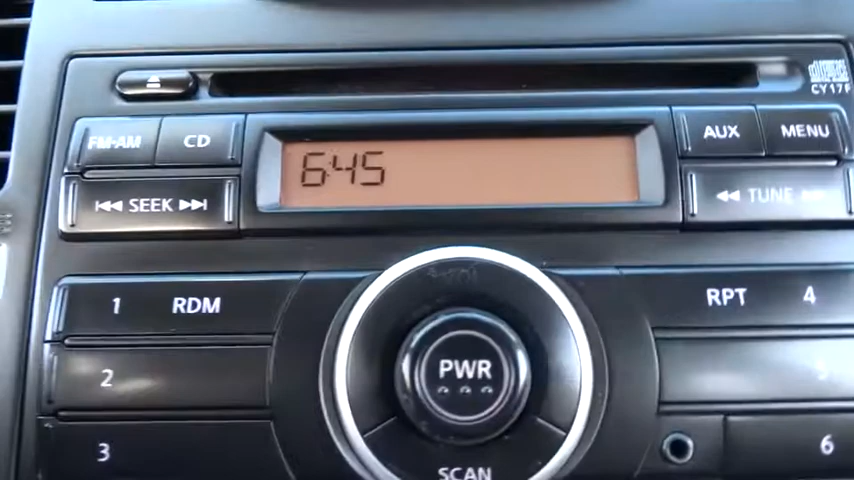 CY17F
FM·AM CD AUX MENU
6:45
SEEK TUNE
VOL
1 RDM RPT 4
PWR
2
3 6
SCAN